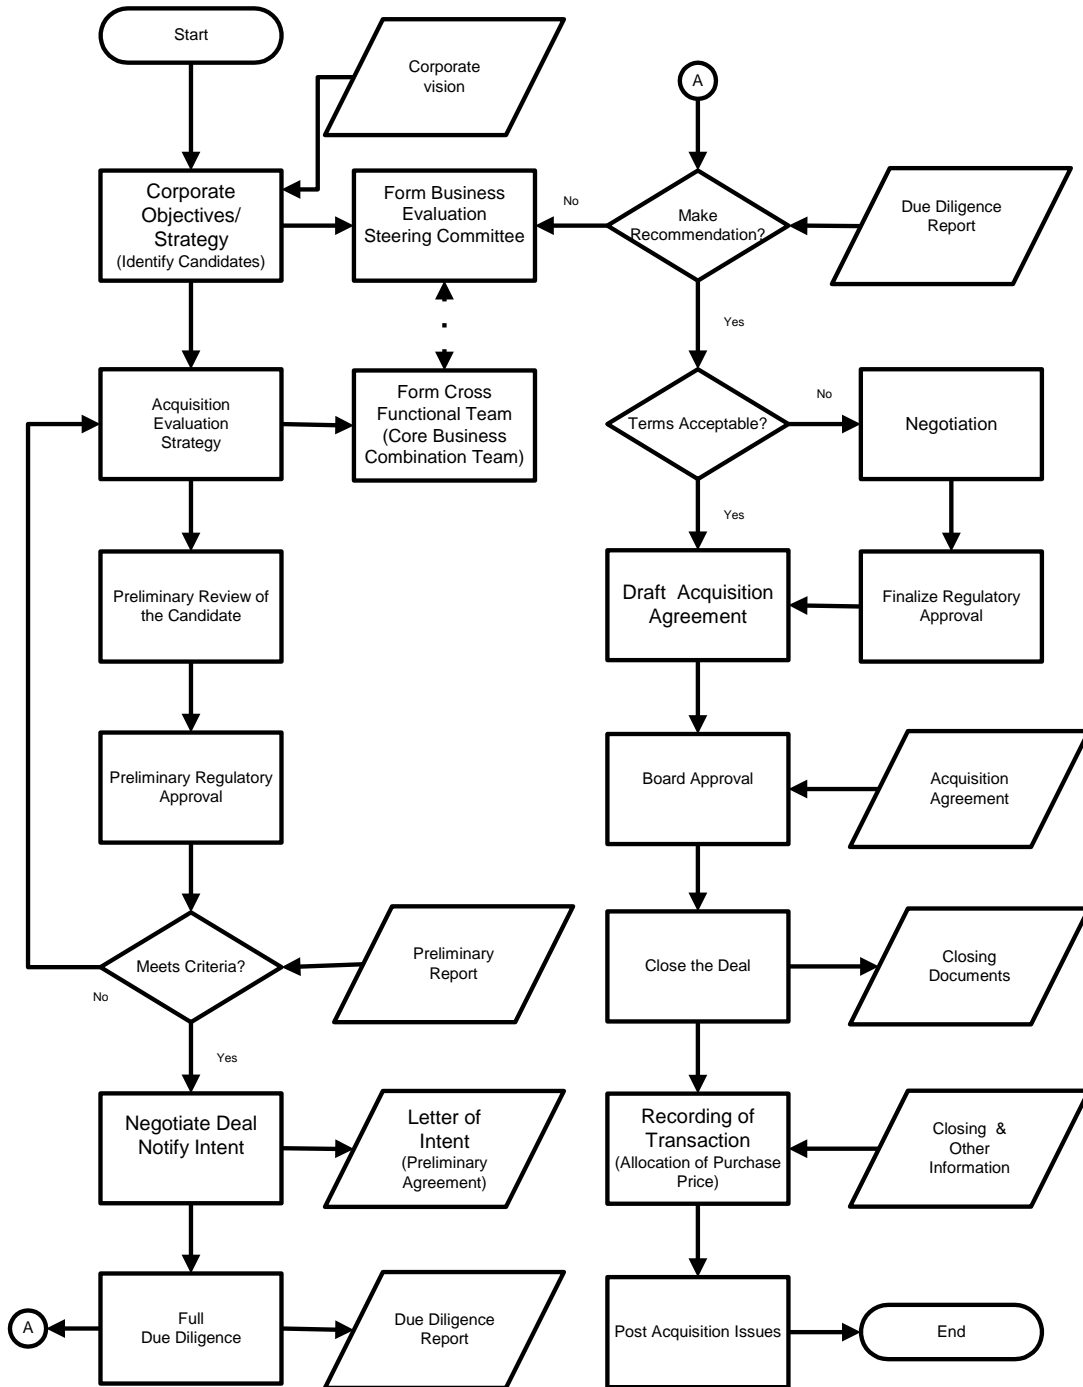 Start
Corporate
vision
Corporate
Objectives/
Strategy
(Identify Candidates)
Form Business
Evaluation
Steering Committee
Acquisition
Evaluation
Strategy
Form Cross
Functional Team
(Core Business
Combination Team)
Preliminary Review of
the Candidate
Preliminary Regulatory
Approval
Meets Criteria?
No
Yes
Preliminary
Report
Negotiate Deal
Notify Intent
Letter of
Intent
(Preliminary
Agreement)
Full
Due Diligence
A
Due Diligence
Report
A
Make
Recommendation?
No
Yes
Due Diligence
Report
Terms Acceptable?
No
Yes
Negotiation
Draft Acquisition
Agreement
Finalize Regulatory
Approval
Board Approval
Acquisition
Agreement
Close the Deal
Closing
Documents
Recording of
Transaction
(Allocation of Purchase
Price)
Closing &
Other
Information
Post Acquisition Issues
End